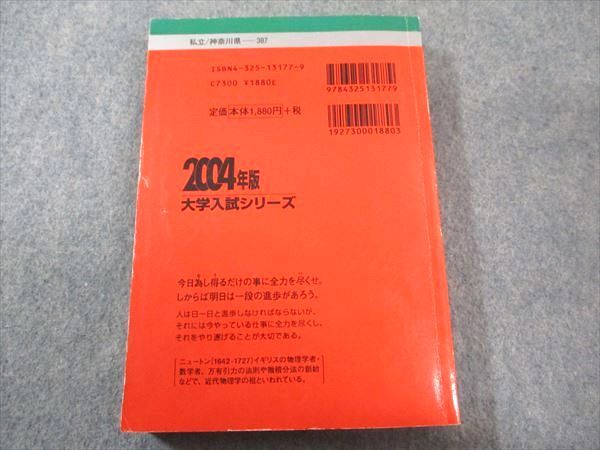 私立/神奈川県—387
ISBN4-325-13177-9
C7300 ¥1880E
定価 本体1,880円+税
9784325131779
1927300018803
2004年版
大学入試シリーズ
今日為し得るだけの事に全力を尽くせ。
しからば明日は一段の進歩があろう。
人は日一日と進歩しなければならないが、
それには今やっている仕事に全力を尽くし、
それをやり遂げることが大切である。
ニュートン[1642-1727]イギリスの物理学者・
数学者。万有引力の法則や微積分法の創始
などで、近代物理学の祖といわれている。